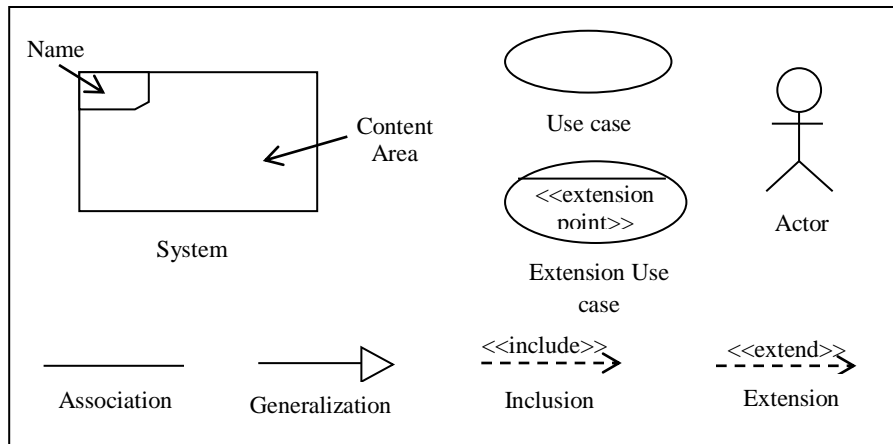 Name
Content
Area
System
Use case
<<extension
point>>
Extension Use
case
Actor
Association
Generalization
<<include>>
Inclusion
<<extend>>
Extension